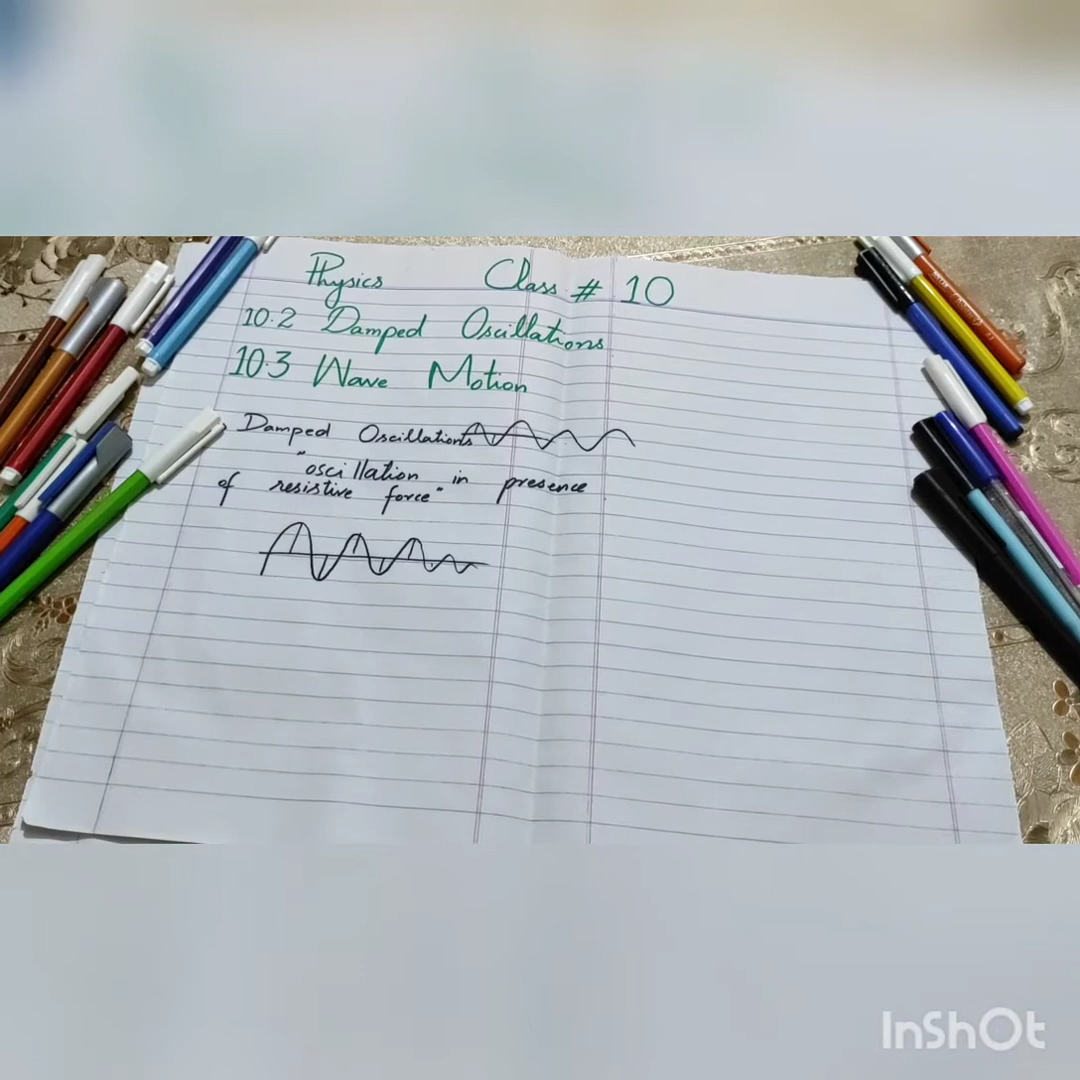 Physics Class # 10
10.2 Damped Oscillations
10.3 Wave Motion
Damped Oscillations
"oscillation in presence
of resistive force"
InShOt